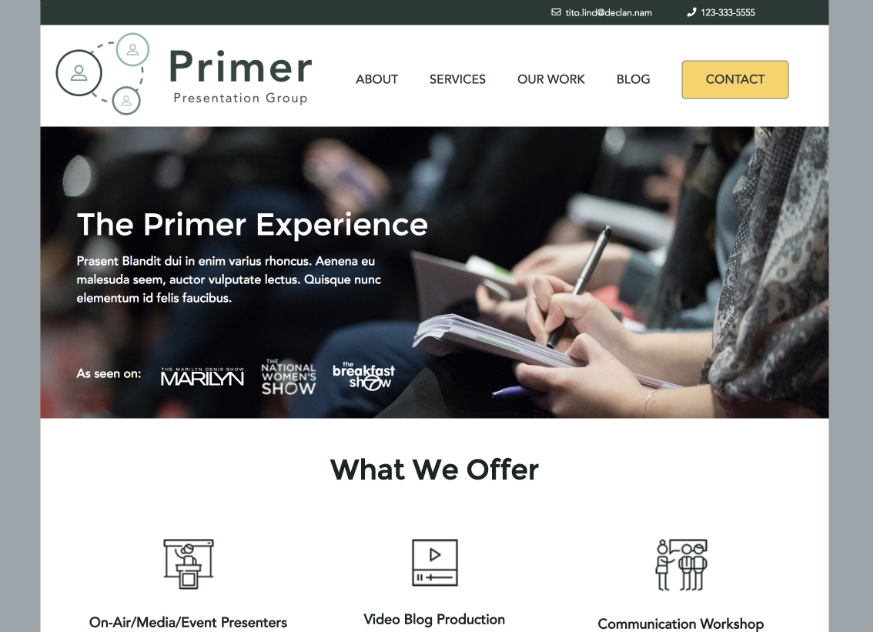 tito.lind@declan.nam 123-333-5555
Primer
Presentation Group
ABOUT SERVICES OUR WORK BLOG CONTACT
The Primer Experience
Prasent Blandit dui in enim varius rhoncus. Aenena eu
malesuda seem, auctor vulputate lectus. Quisque nunc
elementum id felis faucibus.
As seen on:
THE MARILYN DENIS SHOW
MARILYN
THE
NATIONAL
WOMEN'S
SHOW
the
breakfast
show
What We Offer
On-Air/Media/Event Presenters
Video Blog Production
Communication Workshop